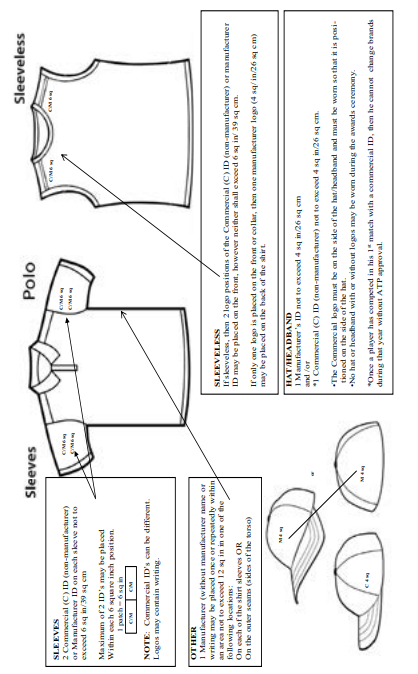 Sleeves
Polo
Sleeveless
C/M 6 sq
C/M 6 sq
C/M 6 sq
C/M 6 sq
C/M 6 sq
C/M 6 sq
SLEEVES
2 Commercial (C) ID (non-manufacturer)
or Manufacturer ID on each sleeve not to
exceed 6 sq in/39 sq cm
Maximum of 2 ID's may be placed
Within each 6 square inch position.
1 patch = 6 sq in
C/M
C/M
NOTE: Commercial ID's can be different.
Logos may contain writing.
OTHER
1 Manufacturer (without manufacturer name or
writing may be placed once or repeatedly within
an area not to exceed 12 sq in in one of the
following locations:
On each of the shirt sleeves OR
On the outer seams (sides of the torso)
SLEEVELESS
If sleeveless, then 2 logo positions of the Commercial (C) ID (non-manufacturer) or manufacturer
ID may be placed on the front, however neither shall exceed 6 sq in/ 39 sq cm.
If only one logo is placed on the front or collar, then one manufacturer logo (4 sq/ in/26 sq cm)
may be placed on the back of the shirt.
HAT/HEADBAND
1 Manufacturer's ID not to exceed 4 sq in/26 sq cm
and /or
*1 Commercial (C) ID (non-manufacturer) not to exceed 4 sq in/26 sq cm.
•The Commercial logo must be on the side of the hat/headband and must be worn so that it is posi-
tioned on the side of the hat.
•No hat or headband with or without logos may be worn during the awards ceremony.
*Once a player has competed in his 1st match with a commercial ID, then he cannot change brands
during that year without ATP approval.
M 4 sq
or
M 4 sq
C 4 sq